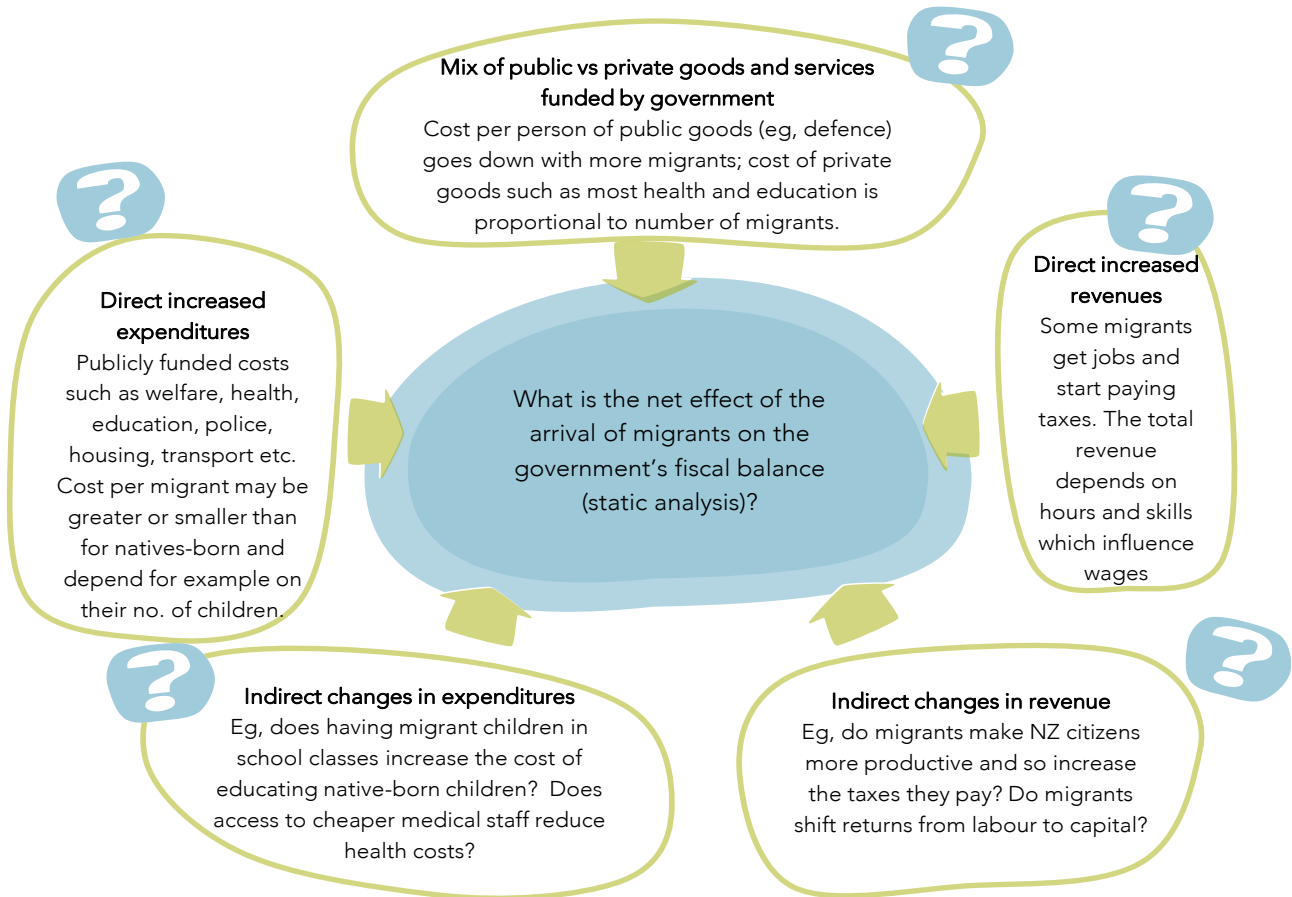 ?
Mix of public vs private goods and services
funded by government
Cost per person of public goods (eg, defence)
goes down with more migrants; cost of private
goods such as most health and education is
proportional to number of migrants.
?
Direct increased
expenditures
Publicly funded costs
such as welfare, health,
education, police,
housing, transport etc.
Cost per migrant may be
greater or smaller than
for natives-born and
depend for example on
their no. of children.
What is the net effect of the
arrival of migrants on the
government's fiscal balance
(static analysis)?
?
Direct increased
revenues
Some migrants
get jobs and
start paying
taxes. The total
revenue
depends on
hours and skills
which influence
wages
?
Indirect changes in expenditures
Eg, does having migrant children in
school classes increase the cost of
educating native-born children?  Does
access to cheaper medical staff reduce
health costs?
?
Indirect changes in revenue
Eg, do migrants make NZ citizens
more productive and so increase
the taxes they pay? Do migrants
shift returns from labour to capital?